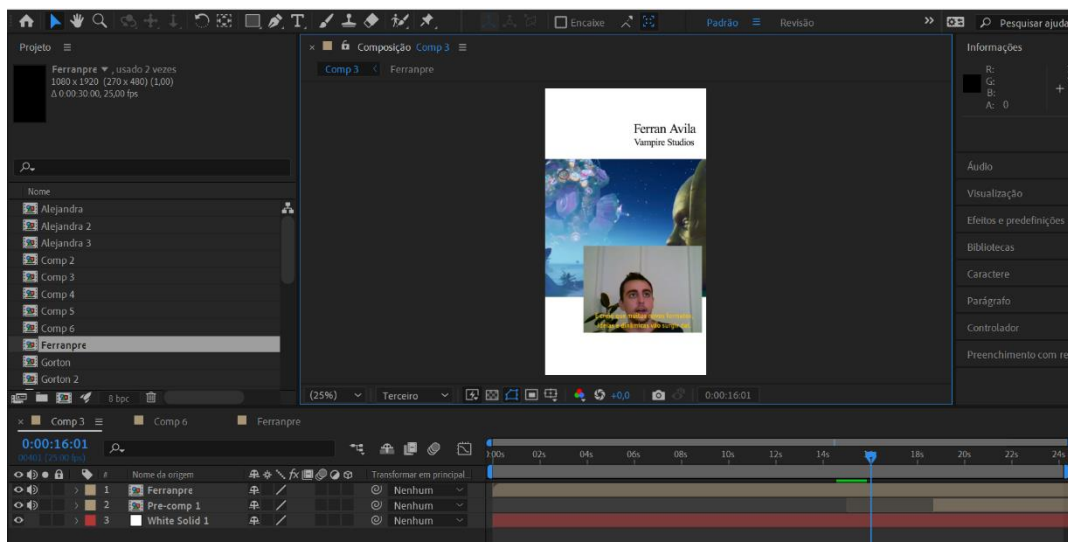 Encaixe
Padrão
Revisão
Pesquisar ajuda
Projeto
Ferranpre ▼ , usado 2 vezes
1080 x 1920 (270 x 480) (1,00)
Δ 0:00:30:00, 25,00 fps
Nome
Alejandra
Alejandra 2
Alejandra 3
Comp 2
Comp 3
Comp 4
Comp 5
Comp 6
Ferranpre
Gorton
Gorton 2
8 bpc
Composição Comp 3
Comp 3 Ferranpre
Ferran Avila
Vampire Studios
(25%)
Terceiro
+0,0
0:00:16:01
Informações
R:
G:
B:
A: 0
Áudio
Visualização
Efeitos e predefinições
Bibliotecas
Caractere
Parágrafo
Controlador
Preenchimento com re
Comp 3
Comp 6
Ferranpre
0:00:16:01
00401 (25.00 fps)
02s 04s 06s 08s 10s 12s 14s 18s 20s 22s 24s
# Nome da origem
Transformar em principal...
1 Ferranpre Nenhum
2 Pre-comp 1 Nenhum
3 White Solid 1 Nenhum